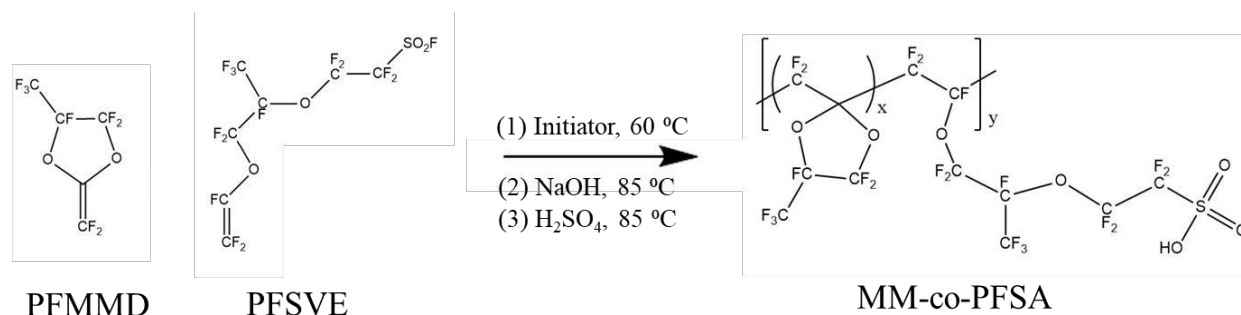 F₃C
CF
CF₂
O
O
CF₂
PFMMD
SO₂F
F₂
C
CF₂
F₃C
C
F
O
F₂C
O
FC
CF₂
PFSVE
(1) Initiator, 60 ºC
(2) NaOH, 85 ºC
(3) H₂SO₄, 85 ºC
F₂
C
x
F₂
C
CF
y
O
O
FC
CF₂
F₃C
O
F₂C
F
C
CF₃
O
C
F₂
F₂
C
S
O
O
HO
MM-co-PFSA